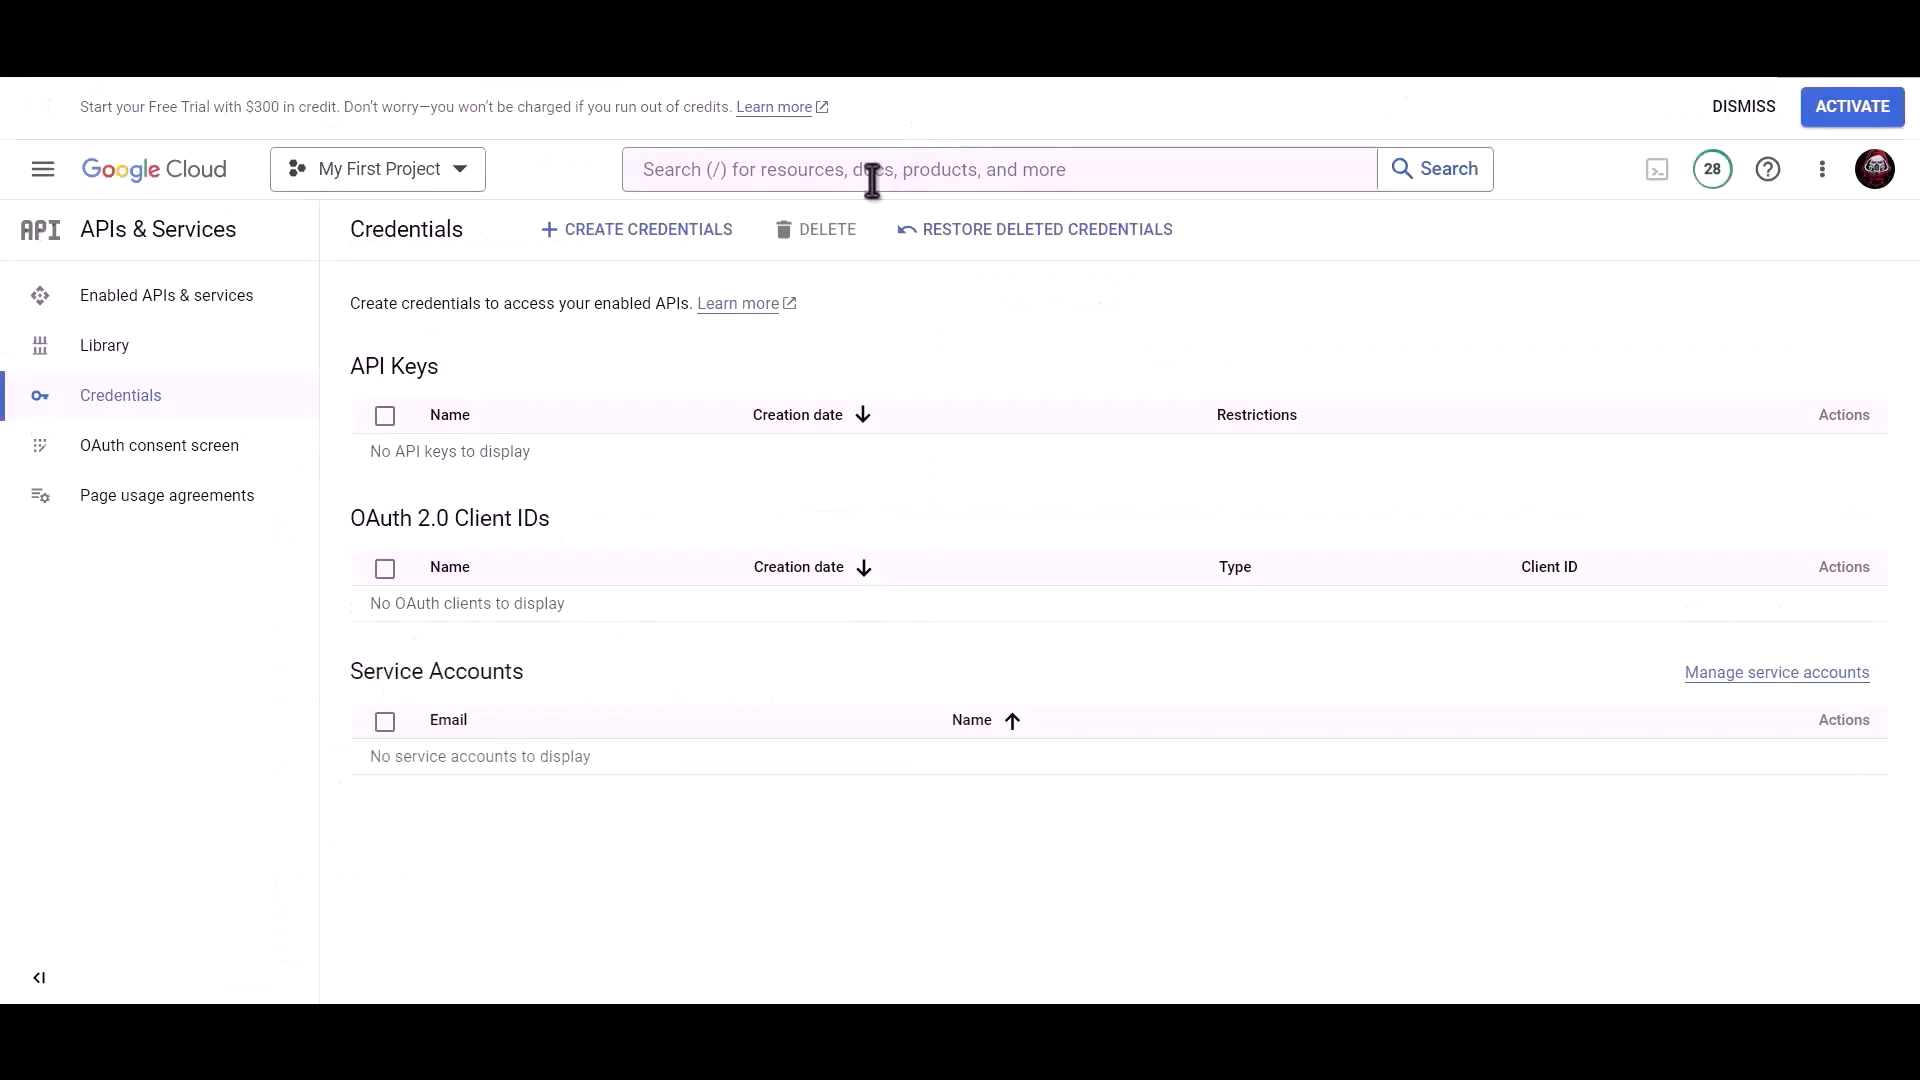 Start your Free Trial with $300 in credit. Don't worry—you won't be charged if you run out of credits. Learn more
DISMISS
ACTIVATE
Google Cloud
My First Project
Search (/) for resources, docs, products, and more
Search
28
API
APIs & Services
Credentials
CREATE CREDENTIALS
DELETE
RESTORE DELETED CREDENTIALS
Enabled APIs & services
Library
Credentials
OAuth consent screen
Page usage agreements
Create credentials to access your enabled APIs. Learn more
API Keys
Name Creation date Restrictions Actions
No API keys to display
OAuth 2.0 Client IDs
Name Creation date Type Client ID Actions
No OAuth clients to display
Service Accounts
Manage service accounts
Email Name Actions
No service accounts to display